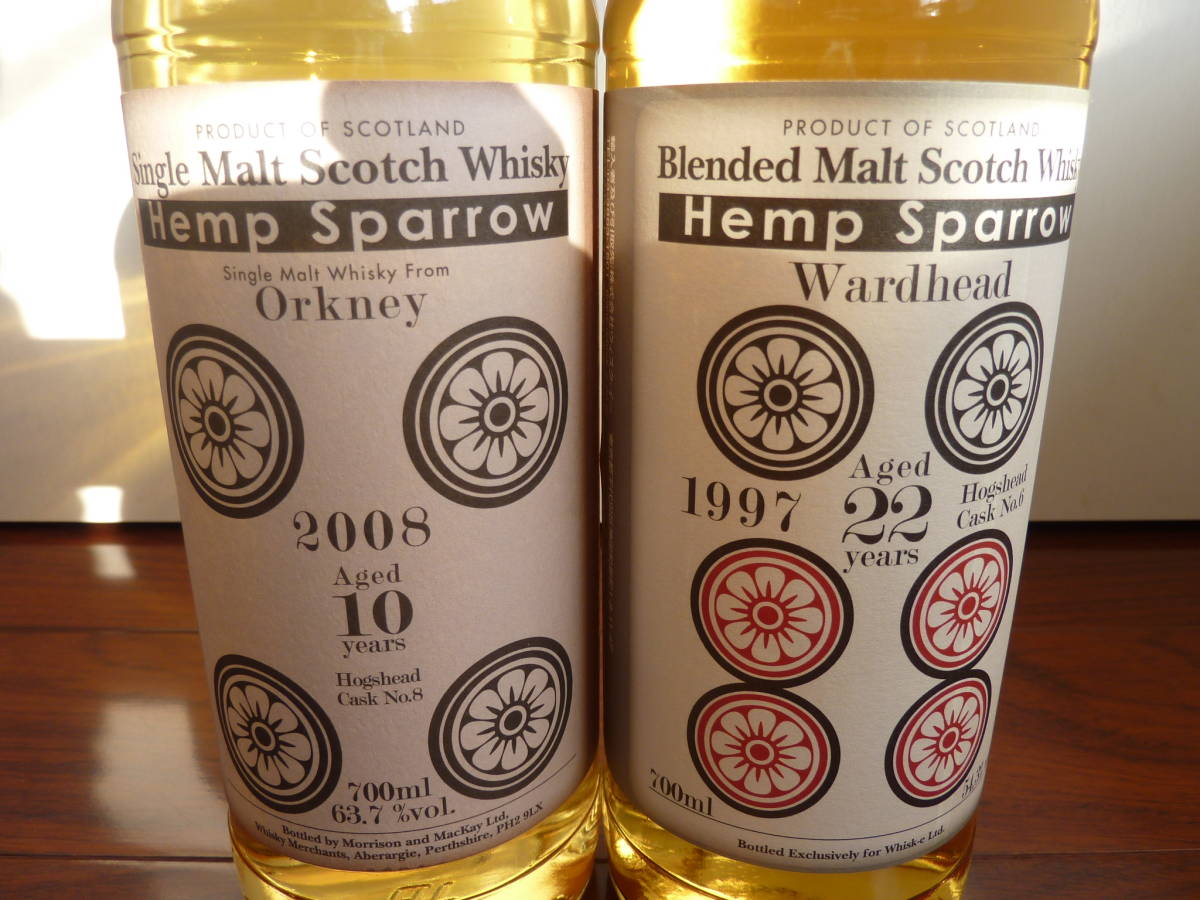 PRODUCT OF SCOTLAND
Single Malt Scotch Whisky
Hemp Sparrow
Single Malt Whisky From
Orkney
2008
Aged
10
years
Hogshead
Cask No.8
700ml
63.7 %vol.
Bottled by Morrison and MacKay Ltd,
Whisky Merchants, Aberargie, Perthshire, PH2 9LX
PRODUCT OF SCOTLAND
Blended Malt Scotch Whisky
Hemp Sparrow
Wardhead
1997
Aged
22
years
Hogshead
Cask No.6
700ml
Bottled Exclusively for Whisk-e Ltd.